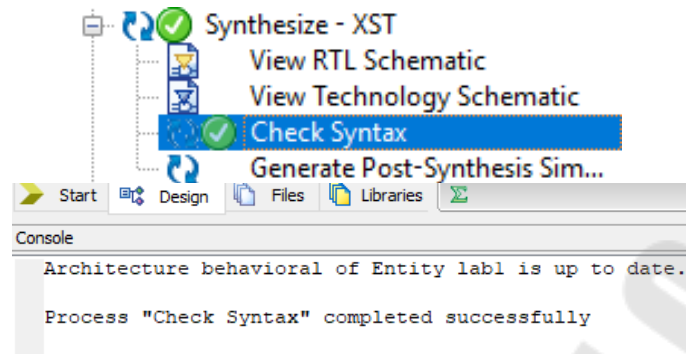 Synthesize - XST
View RTL Schematic
View Technology Schematic
Check Syntax
Generate Post-Synthesis Sim...
Start Design Files Libraries
Console
Architecture behavioral of Entity lab1 is up to date.
Process "Check Syntax" completed successfully